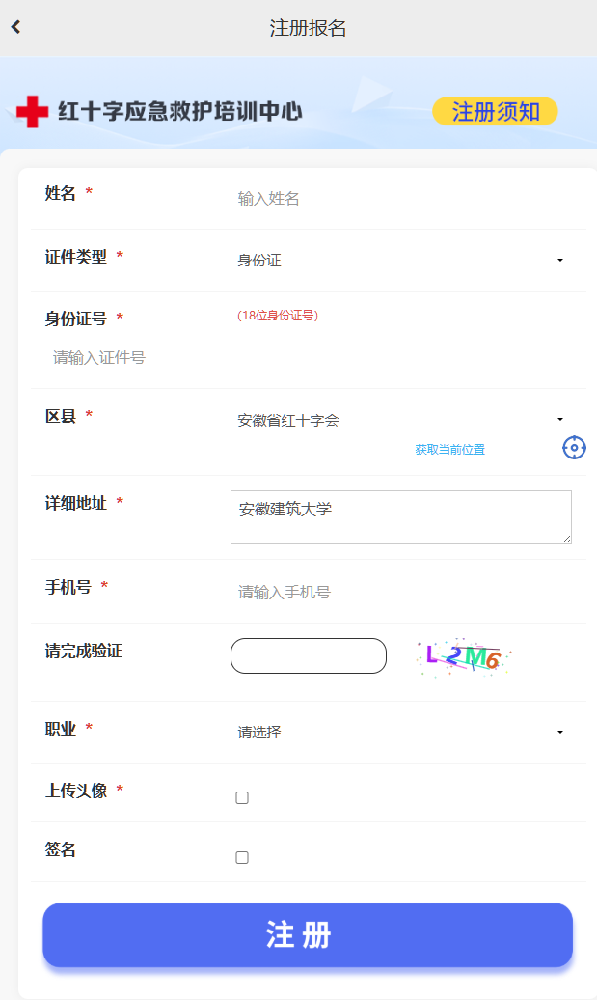 注册报名
红十字应急救护培训中心 注册须知
姓名 * 输入姓名
证件类型 * 身份证
身份证号 * (18位身份证号)
请输入证件号
区县 * 安徽省红十字会
获取当前位置
详细地址 * 安徽建筑大学
手机号 * 请输入手机号
请完成验证 L2M6
职业 * 请选择
上传头像 *
签名
注册